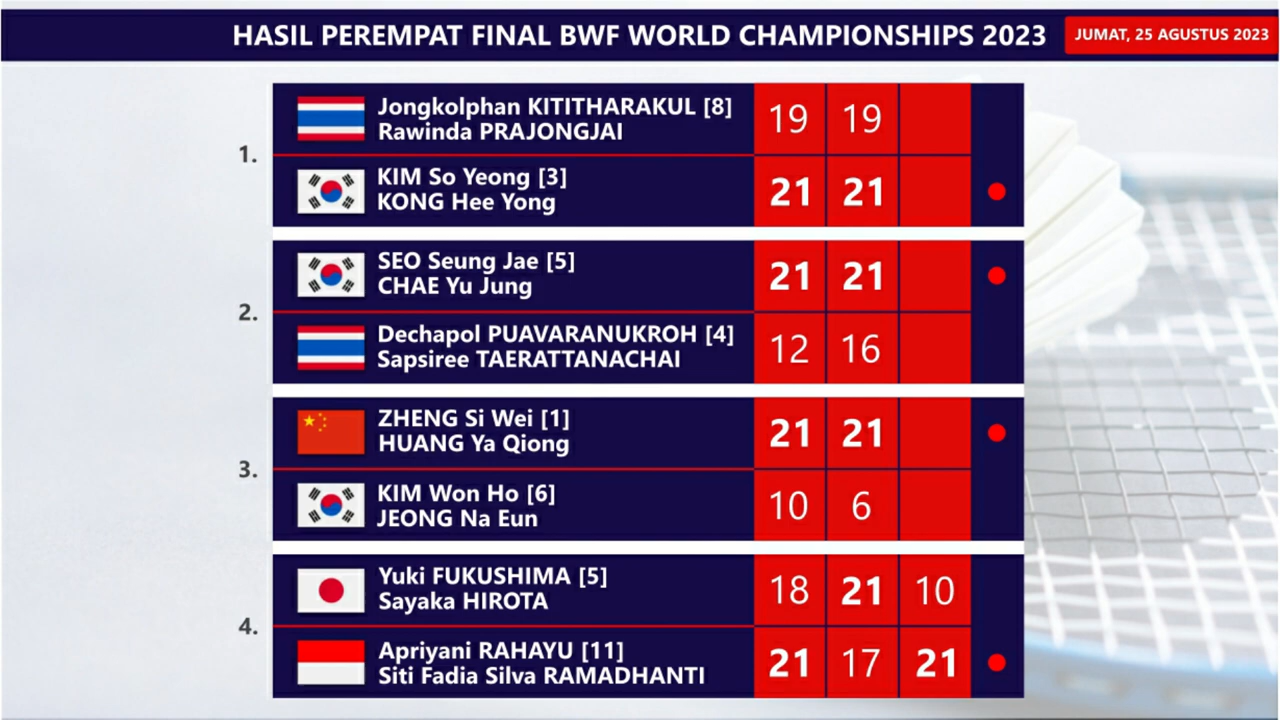 HASIL PEREMPAT FINAL BWF WORLD CHAMPIONSHIPS 2023
JUMAT, 25 AGUSTUS 2023
1.
Jongkolphan KITITHARAKUL [8]
Rawinda PRAJONGJAI
19 19
KIM So Yeong [3]
KONG Hee Yong
21 21
2.
SEO Seung Jae [5]
CHAE Yu Jung
21 21
Dechapol PUAVARANUKROH [4]
Sapsiree TAERATTANACHAI
12 16
3.
ZHENG Si Wei [1]
HUANG Ya Qiong
21 21
KIM Won Ho [6]
JEONG Na Eun
10 6
4.
Yuki FUKUSHIMA [5]
Sayaka HIROTA
18 21 10
Apriyani RAHAYU [11]
Siti Fadia Silva RAMADHANTI
21 17 21